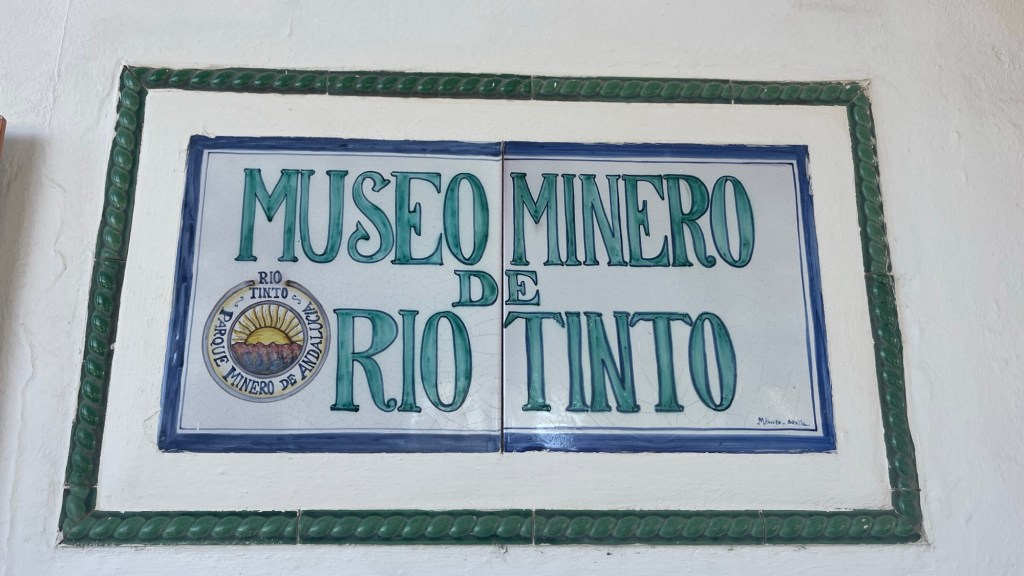 MUSEO MINERO
DE
RIO TINTO
RIO
TINTO
PARQUE MINERO DE ANDALUCIA